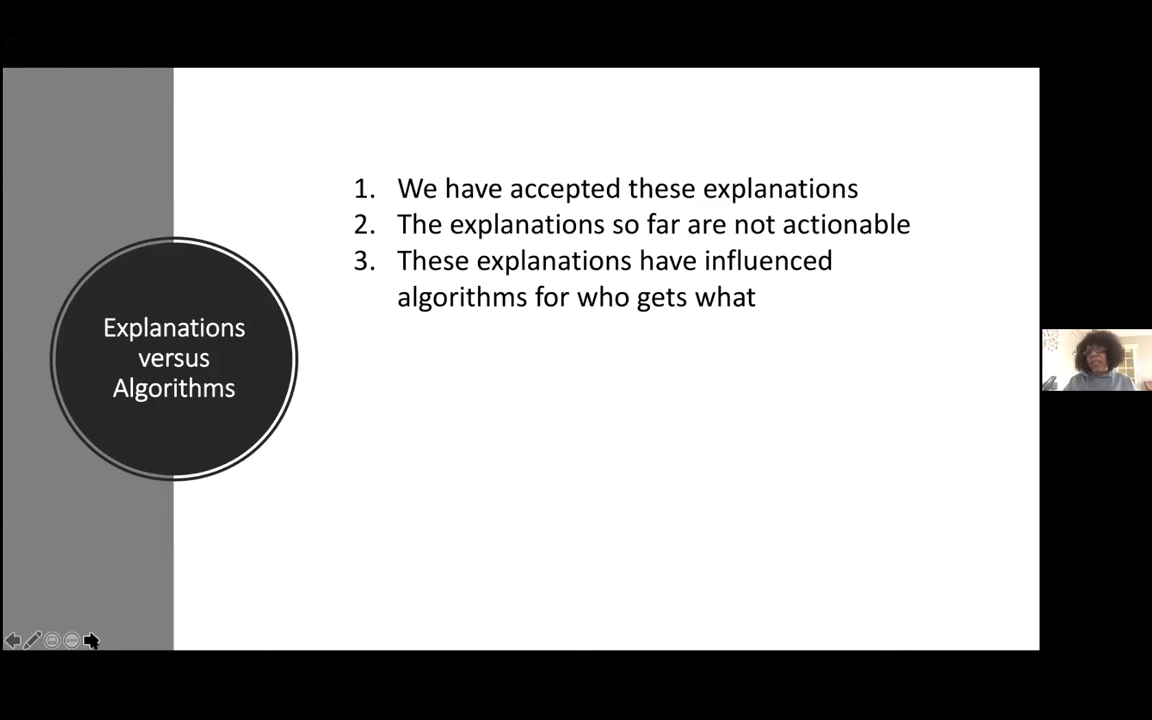 Explanations
versus
Algorithms
1. We have accepted these explanations
2. The explanations so far are not actionable
3. These explanations have influenced
algorithms for who gets what